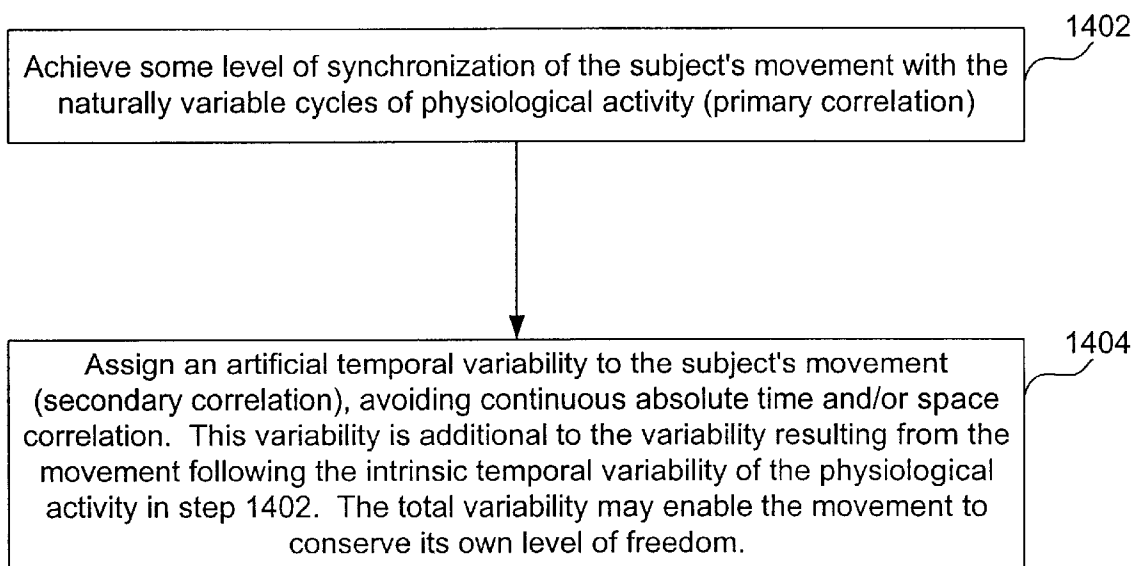 1402
Achieve some level of synchronization of the subject's movement with the
naturally variable cycles of physiological activity (primary correlation)
1404
Assign an artificial temporal variability to the subject's movement
(secondary correlation), avoiding continuous absolute time and/or space
correlation. This variability is additional to the variability resulting from the
movement following the intrinsic temporal variability of the physiological
activity in step 1402. The total variability may enable the movement to
conserve its own level of freedom.